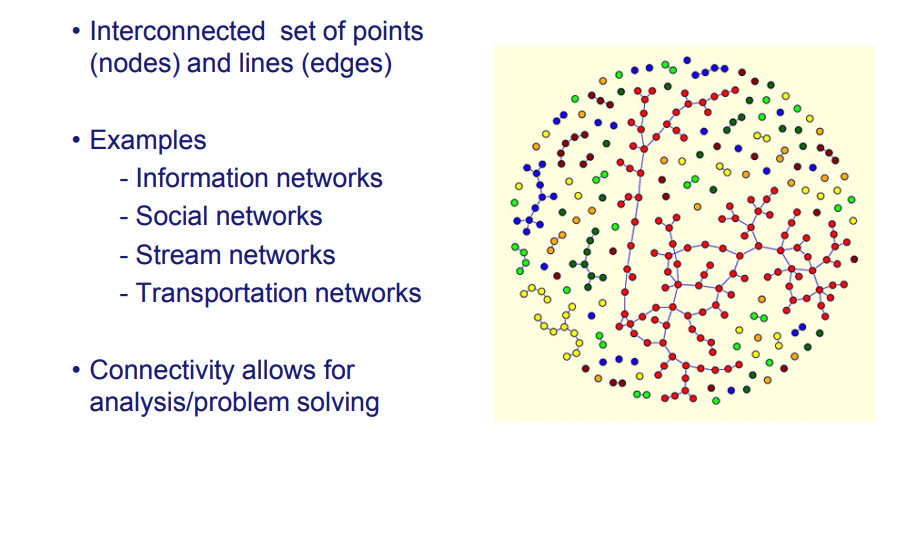 • Interconnected set of points
(nodes) and lines (edges)
• Examples
- Information networks
- Social networks
- Stream networks
- Transportation networks
• Connectivity allows for
analysis/problem solving